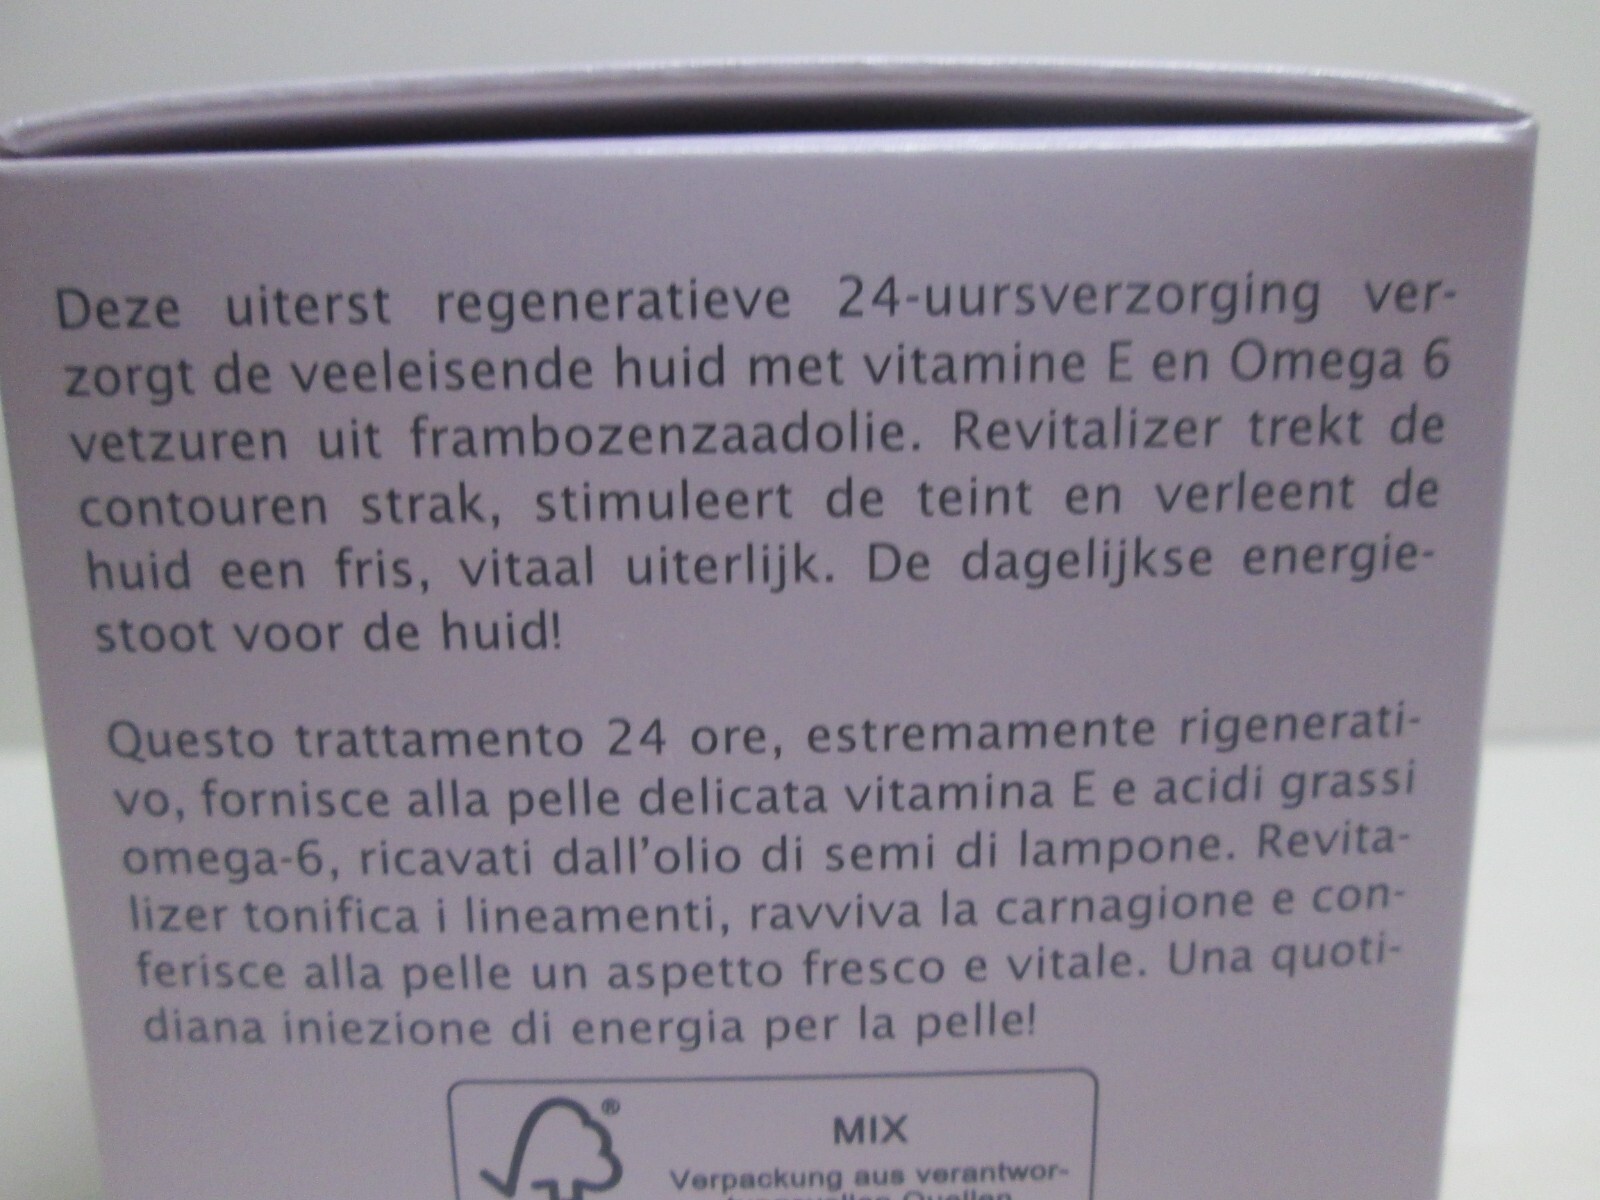 Deze uiterst regeneratieve 24-uursverzorging ver-
zorgt de veeleisende huid met vitamine E en Omega 6
vetzuren uit frambozenzaadolie. Revitalizer trekt de
contouren strak, stimuleert de teint en verleent de
huid een fris, vitaal uiterlijk. De dagelijkse energie-
stoot voor de huid!
Questo trattamento 24 ore, estremamente rigenerati-
vo, fornisce alla pelle delicata vitamina E e acidi grassi
omega-6, ricavati dall'olio di semi di lampone. Revita-
lizer tonifica i lineamenti, ravviva la carnagione e con-
ferisce alla pelle un aspetto fresco e vitale. Una quoti-
diana iniezione di energia per la pelle!
®
MIX
Verpackung aus verantwor-